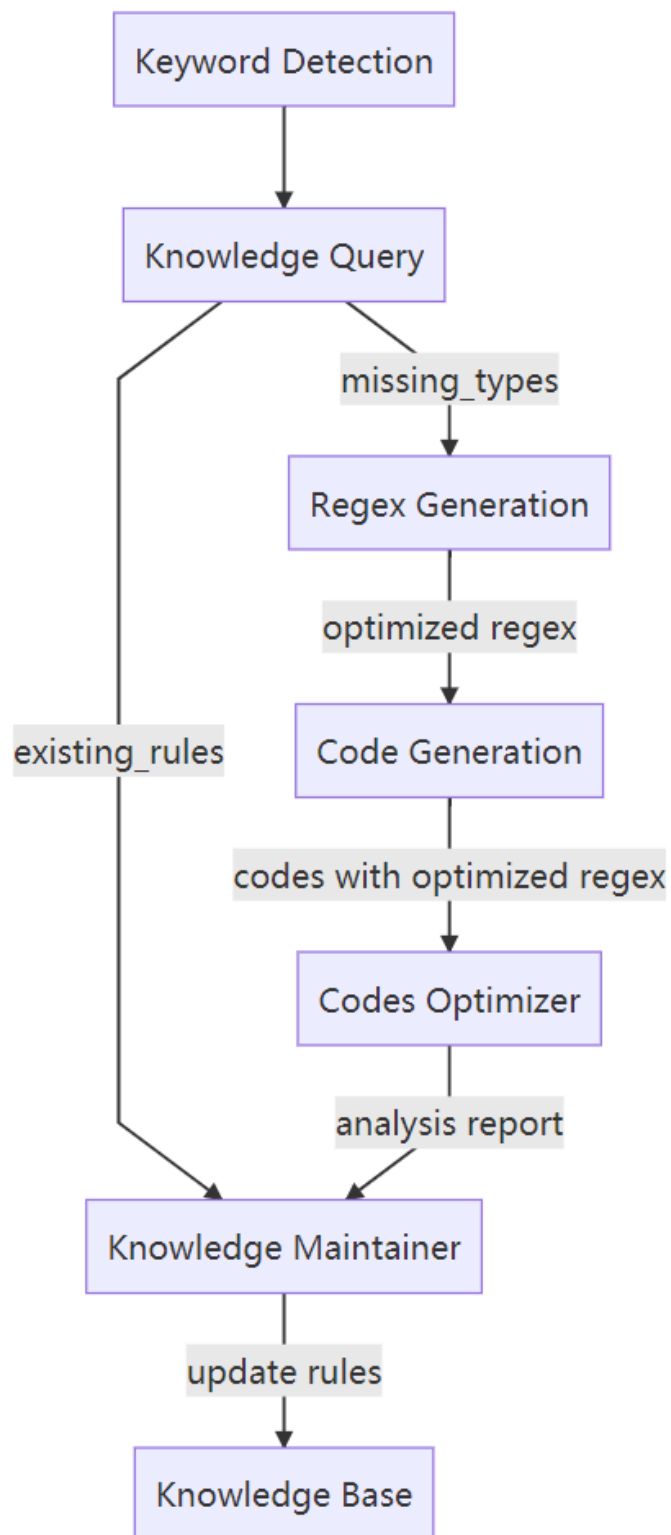 Keyword Detection
Knowledge Query
missing_types
Regex Generation
optimized regex
existing_rules
Code Generation
codes with optimized regex
Codes Optimizer
analysis report
Knowledge Maintainer
update rules
Knowledge Base